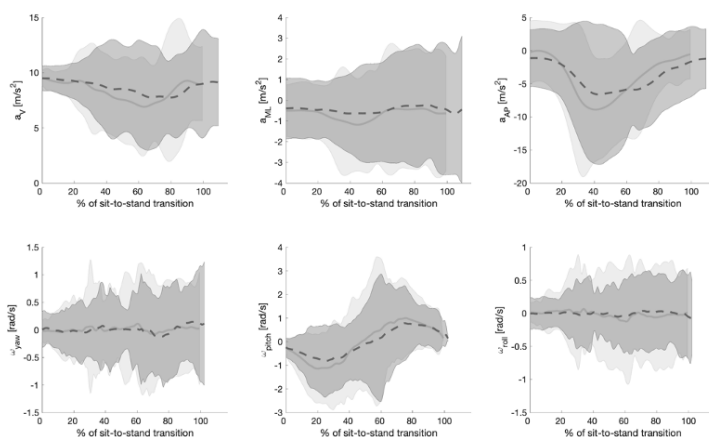 15
10
5
0
a_V [m/s²]
0 20 40 60 80 100
% of sit-to-stand transition
4
3
2
1
0
-1
-2
-3
-4
a_ML [m/s²]
0 20 40 60 80 100
% of sit-to-stand transition
5
0
-5
-10
-15
-20
a_AP [m/s²]
0 20 40 60 80 100
% of sit-to-stand transition
1.5
1
0.5
0
-0.5
-1
-1.5
ω_yaw [rad/s]
0 20 40 60 80 100
% of sit-to-stand transition
4
3
2
1
0
-1
-2
-3
ω_pitch [rad/s]
0 20 40 60 80 100
% of sit-to-stand transition
1.5
1
0.5
0
-0.5
-1
-1.5
ω_roll [rad/s]
0 20 40 60 80 100
% of sit-to-stand transition